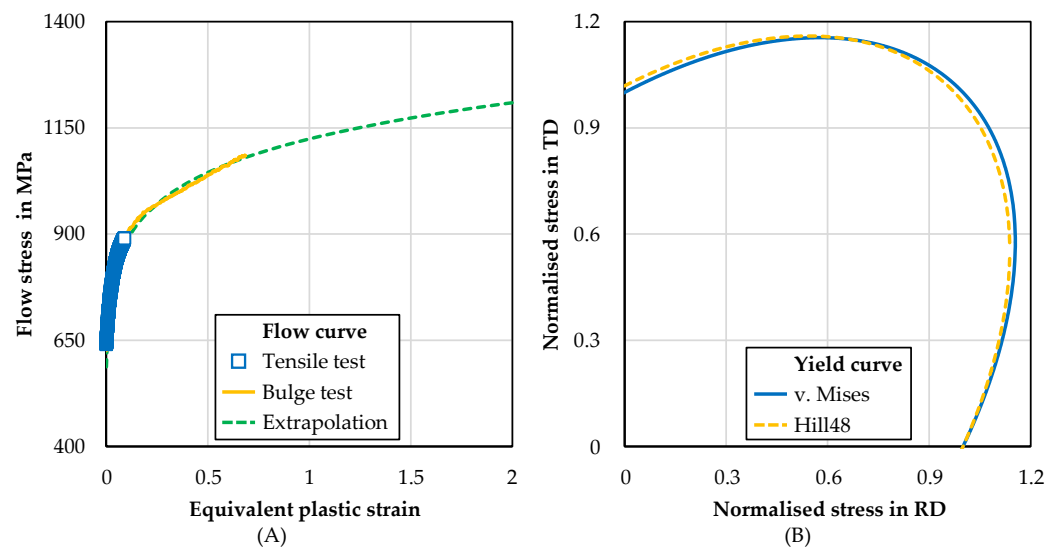 1400
1150
900
650
400
Flow stress in MPa
Flow curve
Tensile test
Bulge test
Extrapolation
0
0.5
1
1.5
2
Equivalent plastic strain
(A)
1.2
0.9
0.6
0.3
0
Normalised stress in TD
Yield curve
v. Mises
Hill48
0
0.3
0.6
0.9
1.2
Normalised stress in RD
(B)